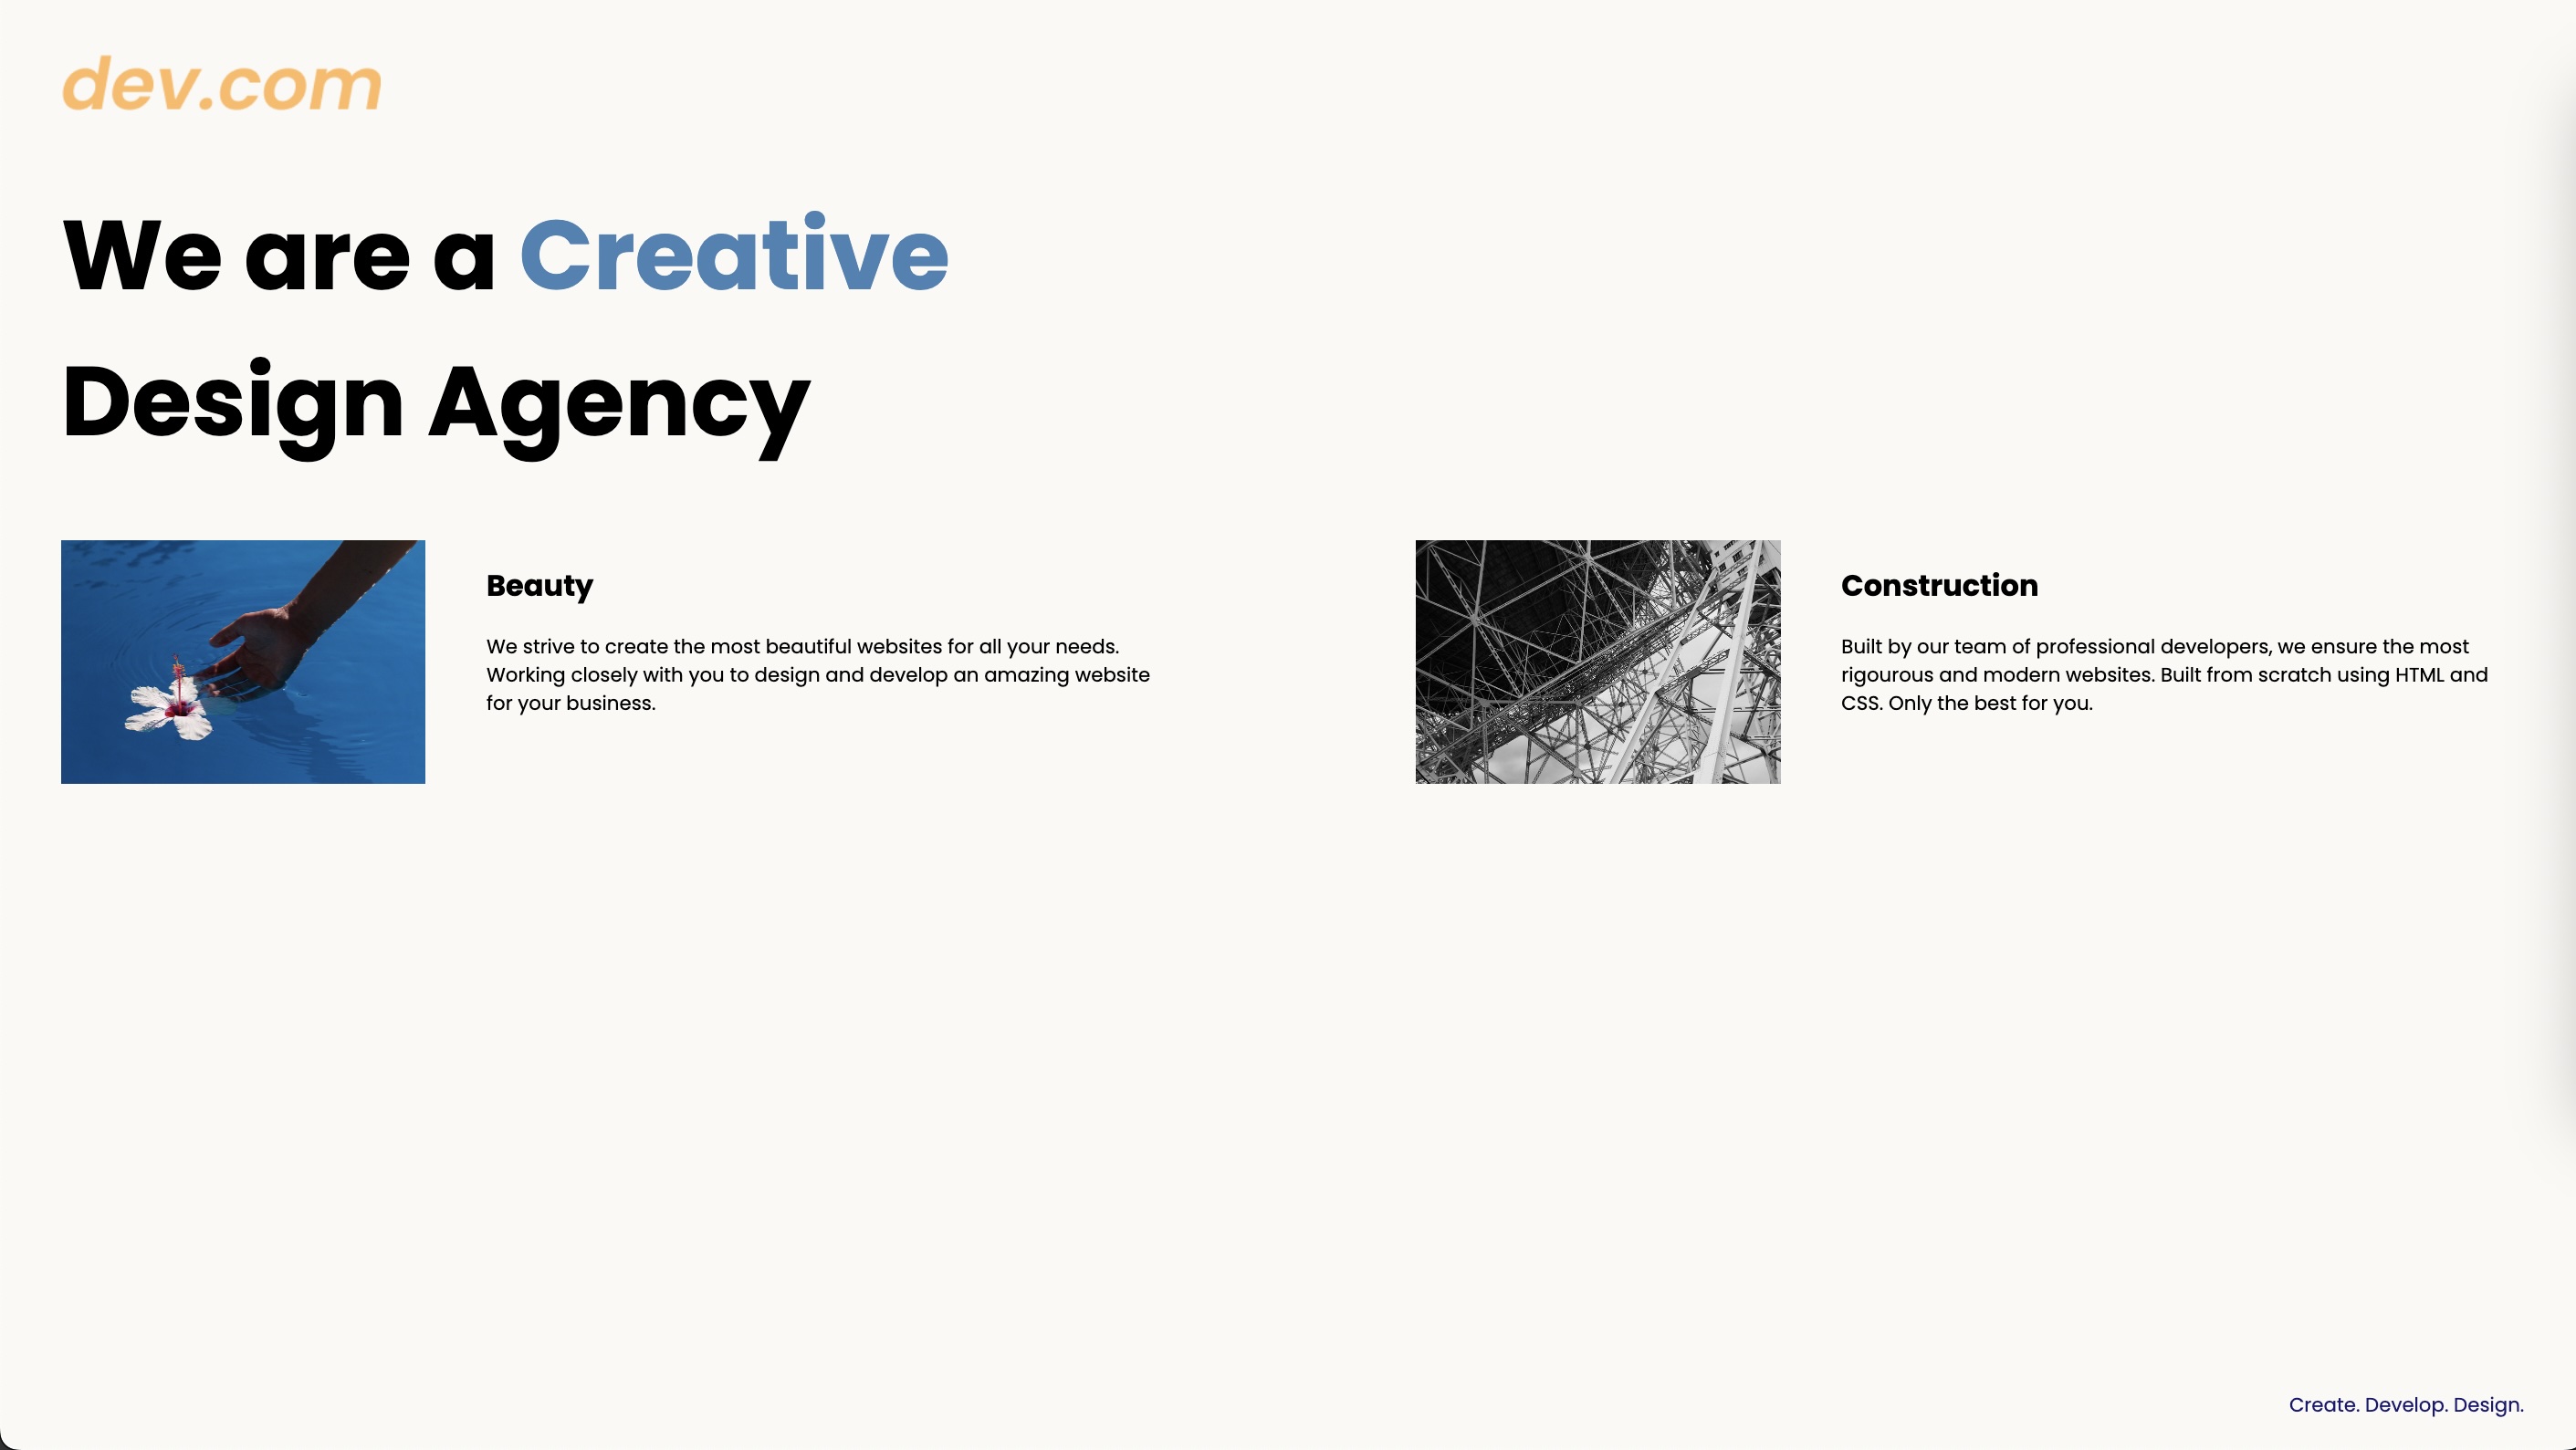 dev.com
We are a Creative
Design Agency
Beauty
We strive to create the most beautiful websites for all your needs.
Working closely with you to design and develop an amazing website
for your business.
Construction
Built by our team of professional developers, we ensure the most
rigourous and modern websites. Built from scratch using HTML and
CSS. Only the best for you.
Create. Develop. Design.